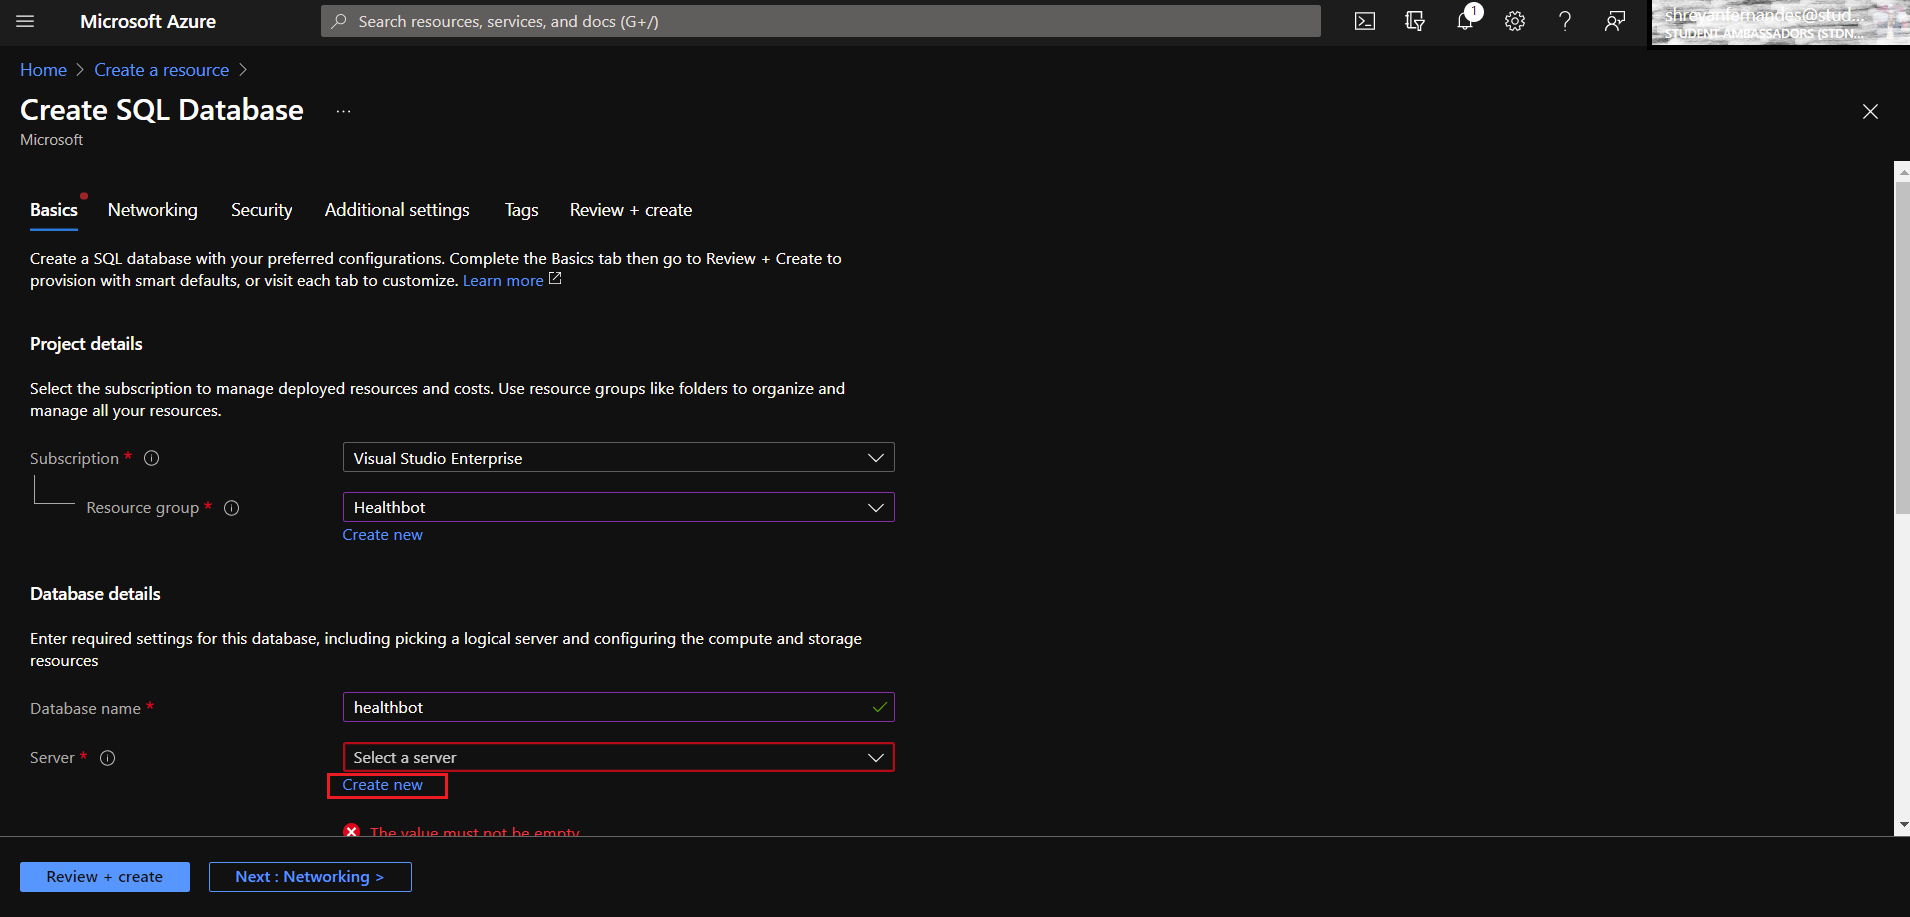 Microsoft Azure
Search resources, services, and docs (G+/)
1
shrevanfernandes@stud...
STUDENT AMBASSADORS (STDN...
Home > Create a resource >
Create SQL Database ...
Microsoft
Basics Networking Security Additional settings Tags Review + create
Create a SQL database with your preferred configurations. Complete the Basics tab then go to Review + Create to
provision with smart defaults, or visit each tab to customize. Learn more
Project details
Select the subscription to manage deployed resources and costs. Use resource groups like folders to organize and
manage all your resources.
Subscription * Visual Studio Enterprise
Resource group * Healthbot
Create new
Database details
Enter required settings for this database, including picking a logical server and configuring the compute and storage
resources
Database name * healthbot
Server * Select a server
Create new
The value must not be empty
Review + create Next : Networking >